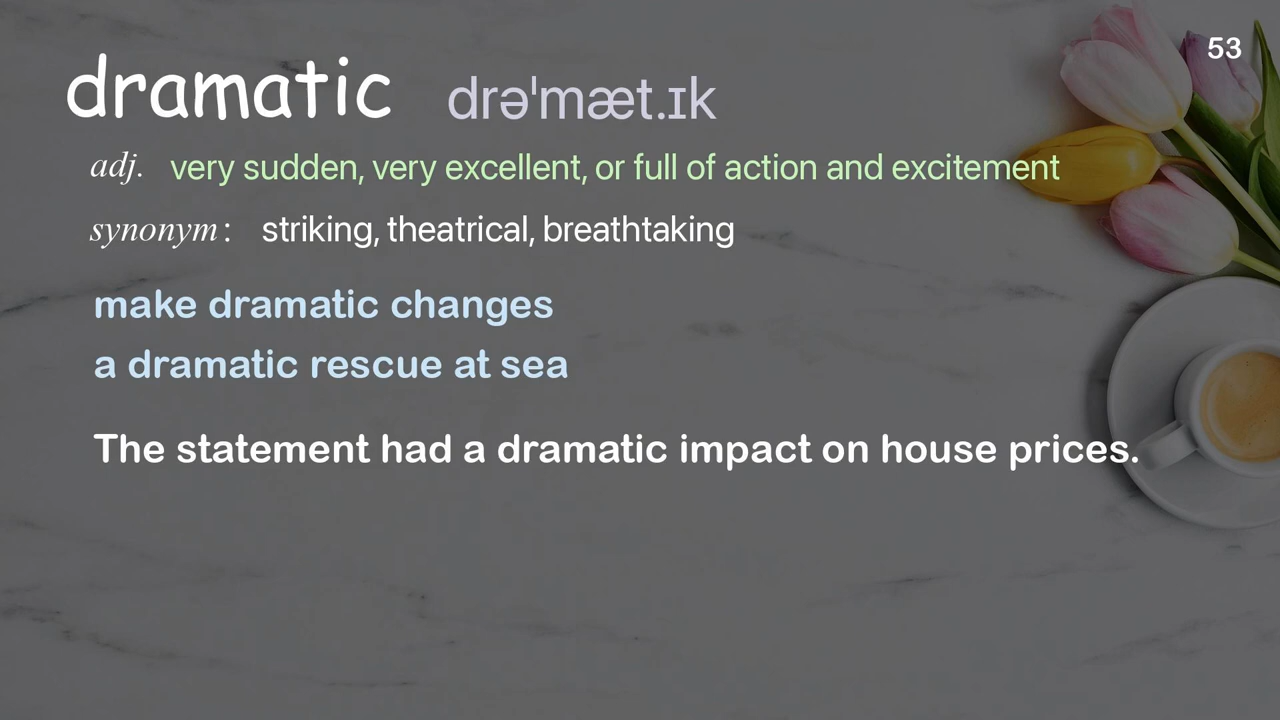 53
dramatic drəˈmæt.ɪk
adj. very sudden, very excellent, or full of action and excitement
synonym: striking, theatrical, breathtaking
make dramatic changes
a dramatic rescue at sea
The statement had a dramatic impact on house prices.